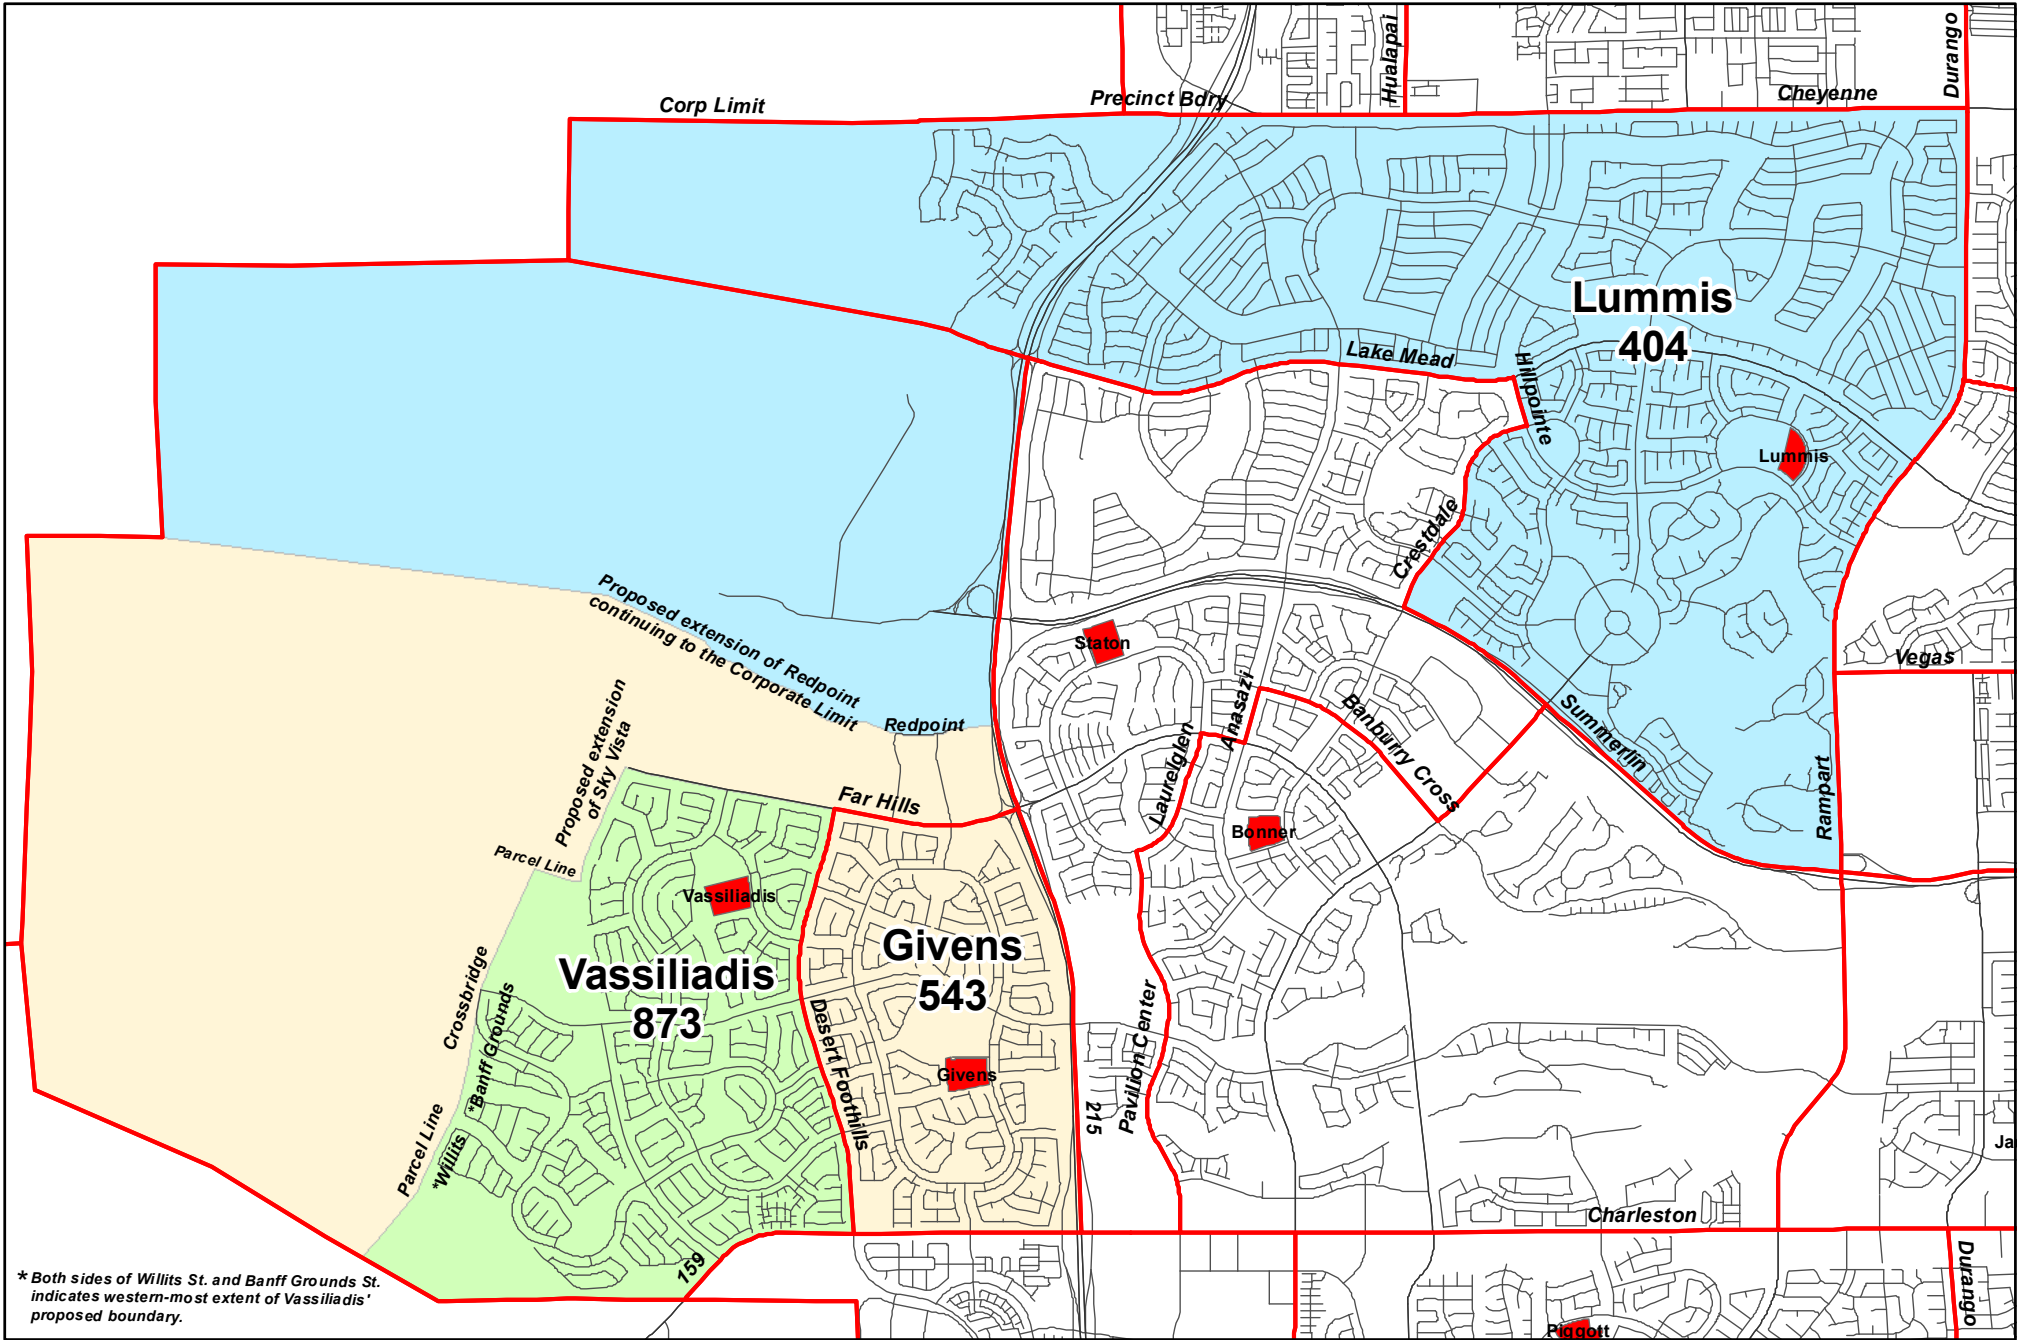 Corp Limit
Precinct Bdry
Hualapai
Cheyenne
Durango
Lummis
404
Lake Mead
Hillpointe
Lummis
Crestdale
Proposed extension of Redpoint
continuing to the Corporate Limit
Redpoint
Staton
Vegas
Anasazi
Laurelglen
Banburry Cross
Summerlin
Rampart
Proposed extension
of Sky Vista
Far Hills
Bonner
Parcel Line
Vassiliadis
Givens
543
Vassiliadis
873
Crossbridge
*Banff Grounds
Desert Foothills
Givens
Pavilion Center
215
Parcel Line
*Willits
Ja
Charleston
159
Durango
Piggott
* Both sides of Willits St. and Banff Grounds St.
indicates western-most extent of Vassiliadis'
proposed boundary.